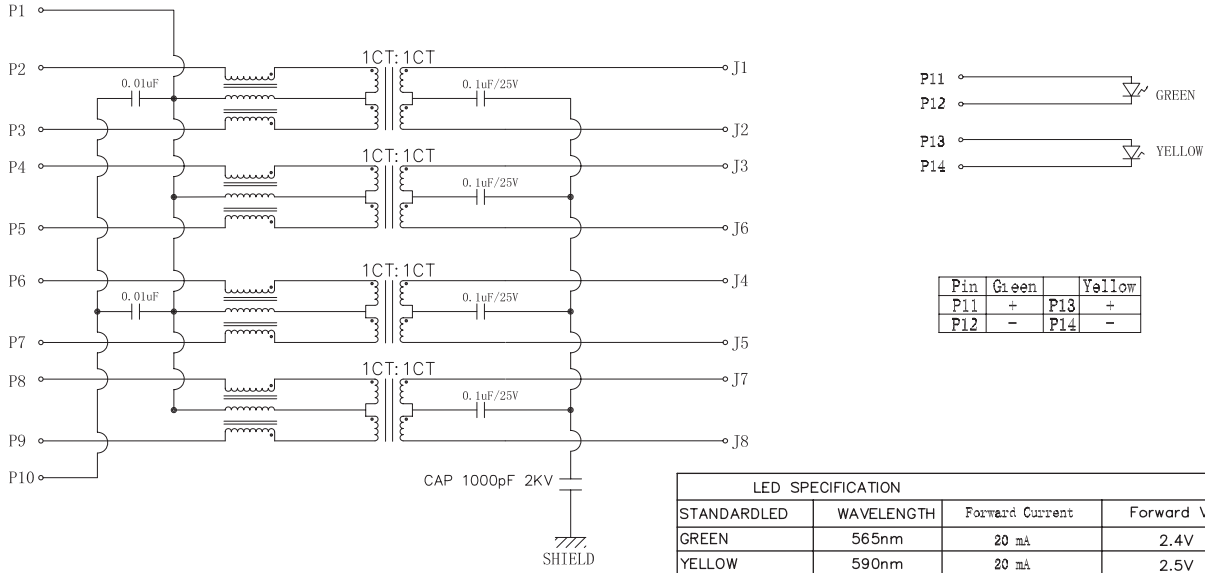 P1
P2
0.01uF
1CT:1CT
0.1uF/25V
J1
P3
J2
P4
1CT:1CT
0.1uF/25V
J3
P5
J6
P6
0.01uF
1CT:1CT
0.1uF/25V
J4
P7
J5
P8
1CT:1CT
0.1uF/25V
J7
P9
J8
P10
CAP 1000pF 2KV
SHIELD
P11
P12
GREEN
P13
P14
YELLOW
Pin Green Yellow
P11 + P13 +
P12 - P14 -
LED SPECIFICATION
STANDARDLED WAVELENGTH Forward Current Forward V
GREEN 565nm 20 mA 2.4V
YELLOW 590nm 20 mA 2.5V